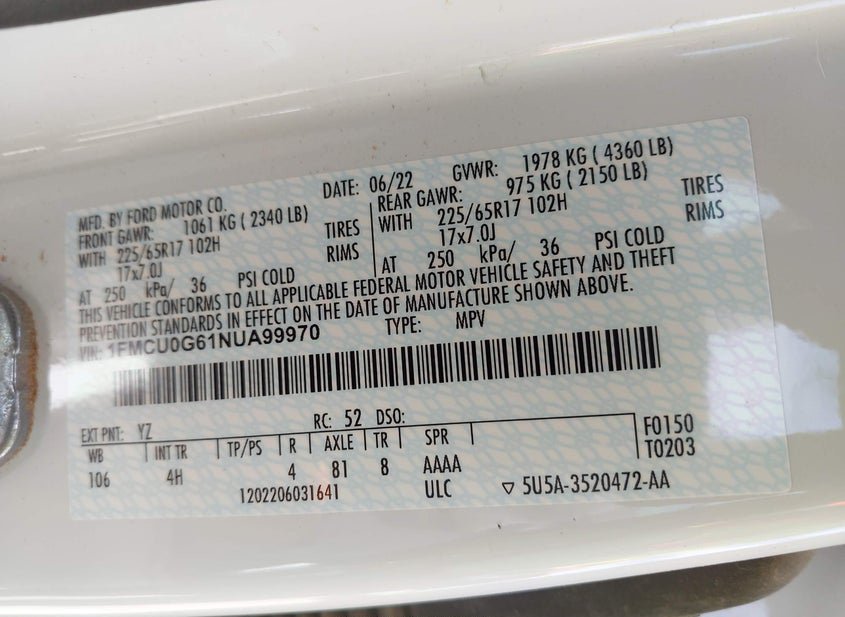 MFD. BY FORD MOTOR CO.
DATE: 06/22 GVWR: 1978 KG ( 4360 LB)
FRONT GAWR: 1061 KG ( 2340 LB)
WITH 225/65R17 102H TIRES
17x7.0J RIMS
AT 250 kPa/ 36 PSI COLD
REAR GAWR: 975 KG ( 2150 LB)
WITH 225/65R17 102H TIRES
17x7.0J RIMS
AT 250 kPa/ 36 PSI COLD
THIS VEHICLE CONFORMS TO ALL APPLICABLE FEDERAL MOTOR VEHICLE SAFETY AND THEFT
PREVENTION STANDARDS IN EFFECT ON THE DATE OF MANUFACTURE SHOWN ABOVE.
VIN: 1FMCU0G61NUA99970 TYPE: MPV
EXT PNT: YZ RC: 52 DSO:
WB INT TR TP/PS R AXLE TR SPR
106 4H 4 81 8 AAAA
1202206031641 ULC
F0150
T0203
▽ 5U5A-3520472-AA